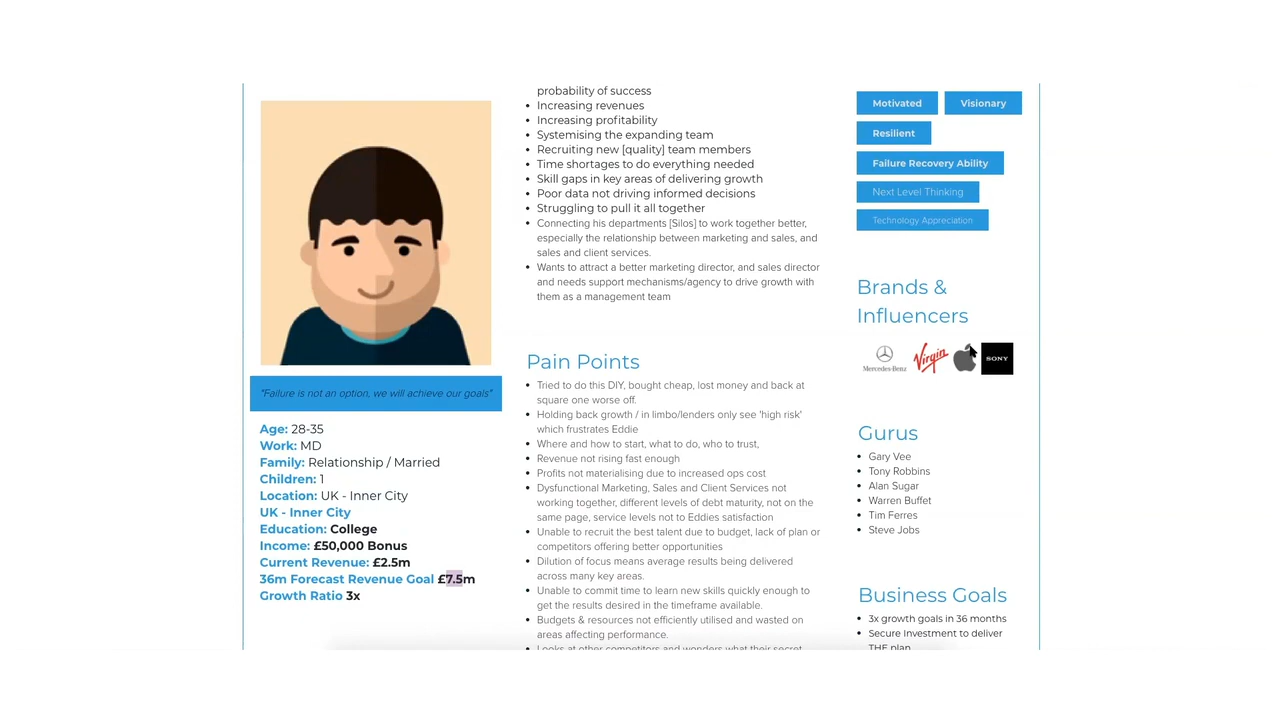 "Failure is not an option, we will achieve our goals"
Age: 28-35
Work: MD
Family: Relationship / Married
Children: 1
Location: UK - Inner City
UK - Inner City
Education: College
Income: £50,000 Bonus
Current Revenue: £2.5m
36m Forecast Revenue Goal £7.5m
Growth Ratio 3x
probability of success
Increasing revenues
Increasing profitability
Systemising the expanding team
Recruiting new [quality] team members
Time shortages to do everything needed
Skill gaps in key areas of delivering growth
Poor data not driving informed decisions
Struggling to pull it all together
Connecting his departments [Silos] to work together better,
especially the relationship between marketing and sales, and
sales and client services.
Wants to attract a better marketing director, and sales director
and needs support mechanisms/agency to drive growth with
them as a management team
Pain Points
Tried to do this DIY, bought cheap, lost money and back at
square one worse off.
Holding back growth / in limbo/lenders only see 'high risk'
which frustrates Eddie
Where and how to start, what to do, who to trust,
Revenue not rising fast enough
Profits not materialising due to increased ops cost
Dysfunctional Marketing, Sales and Client Services not
working together, different levels of debt maturity, not on the
same page, service levels not to Eddies satisfaction
Unable to recruit the best talent due to budget, lack of plan or
competitors offering better opportunities
Dilution of focus means average results being delivered
across many key areas.
Unable to commit time to learn new skills quickly enough to
get the results desired in the timeframe available.
Budgets & resources not efficiently utilised and wasted on
areas affecting performance.
Looks at other competitors and wonders what their secret
Motivated Visionary
Resilient
Failure Recovery Ability
Next Level Thinking
Technology Appreciation
Brands &
Influencers
Mercedes-Benz Virgin SONY
Gurus
Gary Vee
Tony Robbins
Alan Sugar
Warren Buffet
Tim Ferres
Steve Jobs
Business Goals
3x growth goals in 36 months
Secure Investment to deliver
THE plan